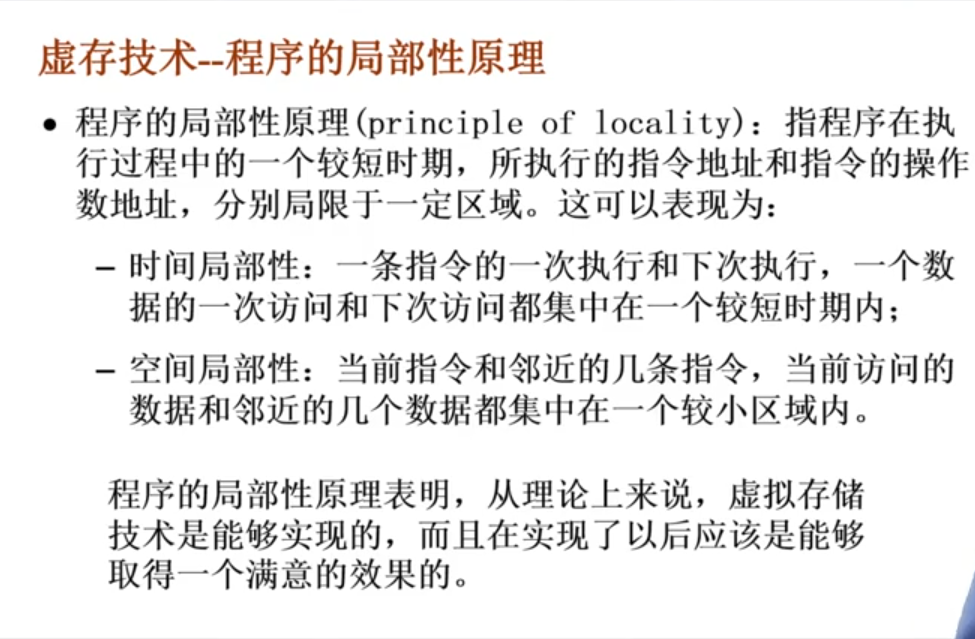 虚存技术--程序的局部性原理
• 程序的局部性原理(principle of locality)：指程序在执
行过程中的一个较短时期，所执行的指令地址和指令的操作
数地址，分别局限于一定区域。这可以表现为：
– 时间局部性：一条指令的一次执行和下次执行，一个数
据的一次访问和下次访问都集中在一个较短时期内；
– 空间局部性：当前指令和邻近的几条指令，当前访问的
数据和邻近的几个数据都集中在一个较小区域内。
程序的局部性原理表明，从理论上来说，虚拟存储
技术是能够实现的，而且在实现了以后应该是能够
取得一个满意的效果的。